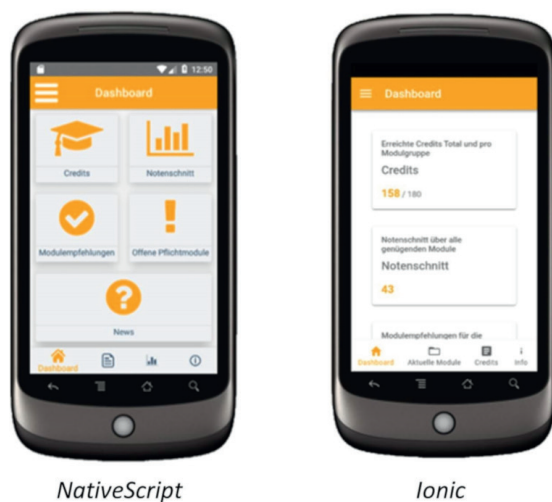 12:50
Dashboard
Credits
Notenschnitt
Modulempfehlungen
Offene Pflichtmodule
News
Dashboard
NativeScript
Dashboard
Erreichte Credits Total und pro
Modulgruppe
Credits
158 / 180
Notenschnitt über alle
genügenden Module
Notenschnitt
43
Modulempfehlungen für die
Dashboard
Aktuelle Module
Credits
Info
Ionic